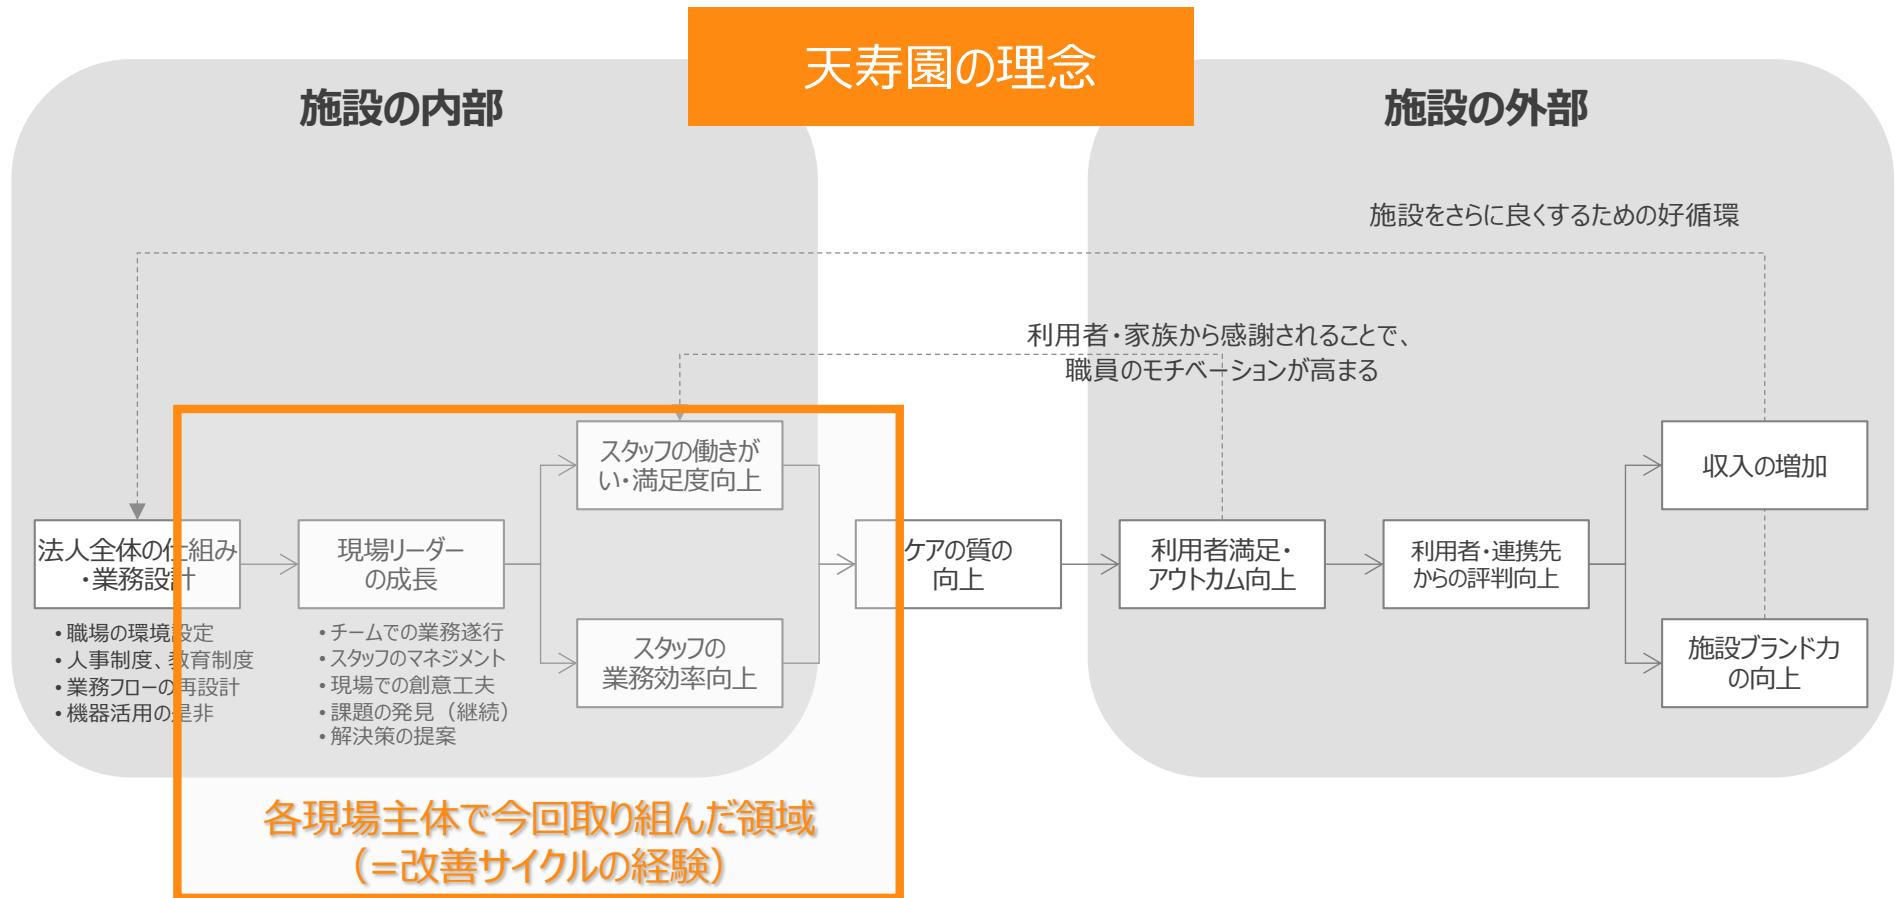 天寿園の理念
施設の内部
施設の外部
施設をさらに良くするための好循環
利用者・家族から感謝されることで、
職員のモチベーションが高まる
法人全体の仕組み
・業務設計
• 職場の環境設定
• 人事制度、教育制度
• 業務フローの再設計
• 機器活用の是非
現場リーダー
の成長
• チームでの業務遂行
• スタッフのマネジメント
• 現場での創意工夫
• 課題の発見（継続）
• 解決策の提案
スタッフの働きが
い・満足度向上
スタッフの
業務効率向上
ケアの質の
向上
利用者満足・
アウトカム向上
利用者・連携先
からの評判向上
収入の増加
施設ブランド力
の向上
各現場主体で今回取り組んだ領域
（=改善サイクルの経験）